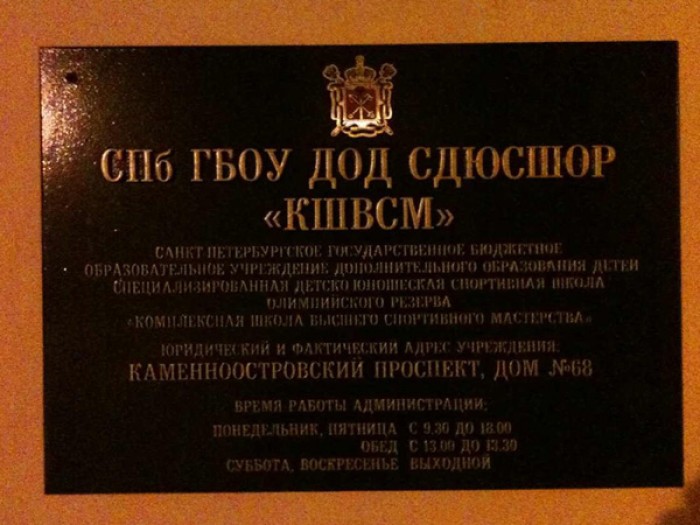 СПб ГБОУ ДОД СДЮСШОР
«КШВСМ»
САНКТ-ПЕТЕРБУРГСКОЕ ГОСУДАРСТВЕННОЕ БЮДЖЕТНОЕ
ОБРАЗОВАТЕЛЬНОЕ УЧРЕЖДЕНИЕ ДОПОЛНИТЕЛЬНОГО ОБРАЗОВАНИЯ ДЕТЕЙ
СПЕЦИАЛИЗИРОВАННАЯ ДЕТСКО ЮНОШЕСКАЯ СПОРТИВНАЯ ШКОЛА
ОЛИМПИЙСКОГО РЕЗЕРВА
«КОМПЛЕКСНАЯ ШКОЛА ВЫСШЕГО СПОРТИВНОГО МАСТЕРСТВА»
ЮРИДИЧЕСКИЙ И ФАКТИЧЕСКИЙ АДРЕС УЧРЕЖДЕНИЯ:
КАМЕННООСТРОВСКИЙ ПРОСПЕКТ, ДОМ №68
ВРЕМЯ РАБОТЫ АДМИНИСТРАЦИИ:
ПОНЕДЕЛЬНИК, ПЯТНИЦА С 9.30 ДО 18.00
ОБЕД С 13.00 ДО 13.30
СУББОТА, ВОСКРЕСЕНЬЕ ВЫХОДНОЙ